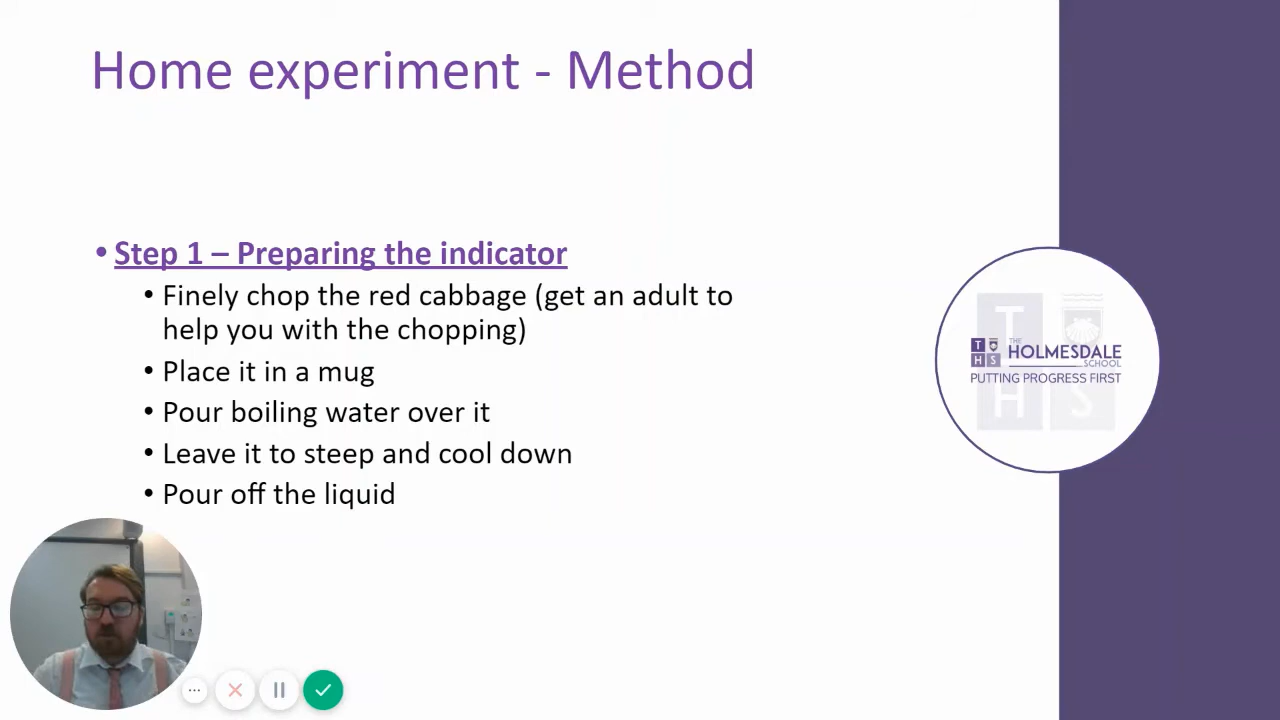 Home experiment - Method
• Step 1 – Preparing the indicator
• Finely chop the red cabbage (get an adult to
help you with the chopping)
• Place it in a mug
• Pour boiling water over it
• Leave it to steep and cool down
• Pour off the liquid
T
H S
T
H S
THE
HOLMESDALE
SCHOOL
PUTTING PROGRESS FIRST